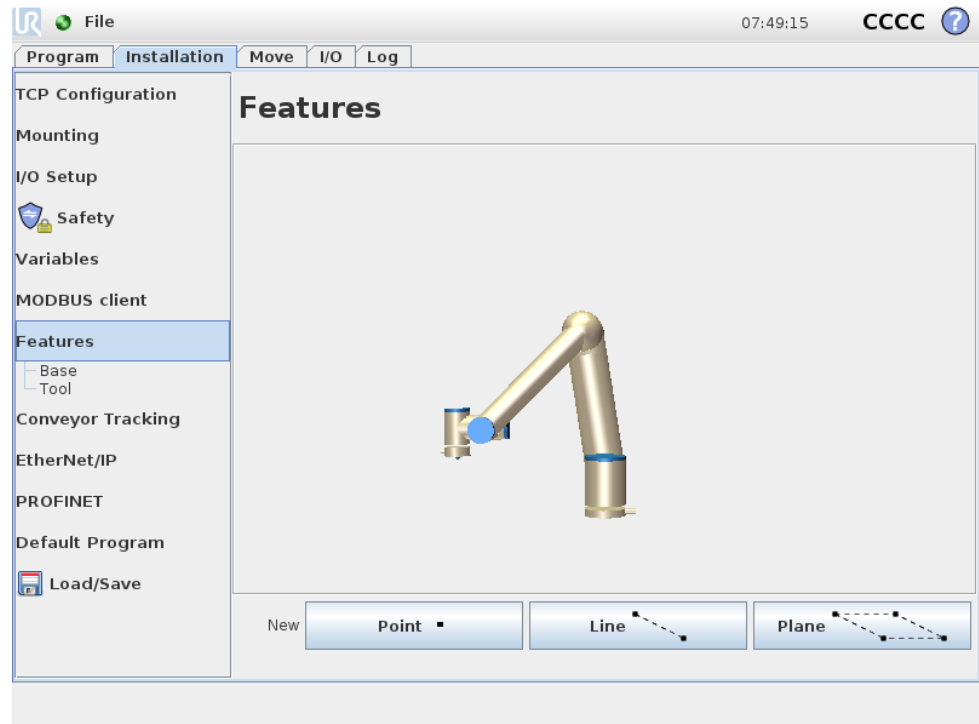 UR File 07:49:15 CCCC ?
Program Installation Move I/O Log
TCP Configuration
Features
Mounting
I/O Setup
Safety
Variables
MODBUS client
Features
Base
Tool
Conveyor Tracking
EtherNet/IP
PROFINET
Default Program
Load/Save
New Point Line Plane